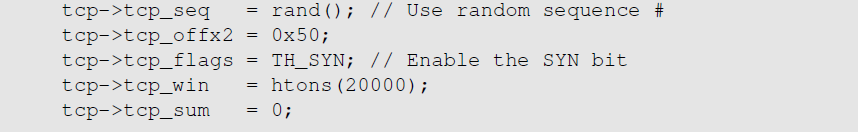 tcp->tcp_seq   = rand(); // Use random sequence #
tcp->tcp_offx2 = 0x50;
tcp->tcp_flags = TH_SYN; // Enable the SYN bit
tcp->tcp_win   = htons(20000);
tcp->tcp_sum   = 0;